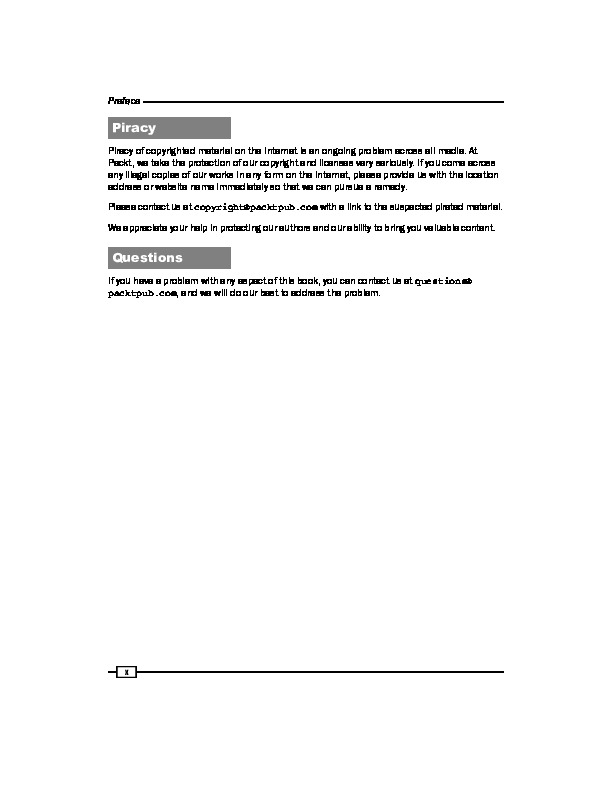 Preface
Piracy
Piracy of copyrighted material on the Internet is an ongoing problem across all media. At
Packt, we take the protection of our copyright and licenses very seriously. If you come across
any illegal copies of our works in any form on the Internet, please provide us with the location
address or website name immediately so that we can pursue a remedy.
Please contact us at copyright@packtpub.com with a link to the suspected pirated material.
We appreciate your help in protecting our authors and our ability to bring you valuable content.
Questions
If you have a problem with any aspect of this book, you can contact us at questions@
packtpub.com, and we will do our best to address the problem.
x